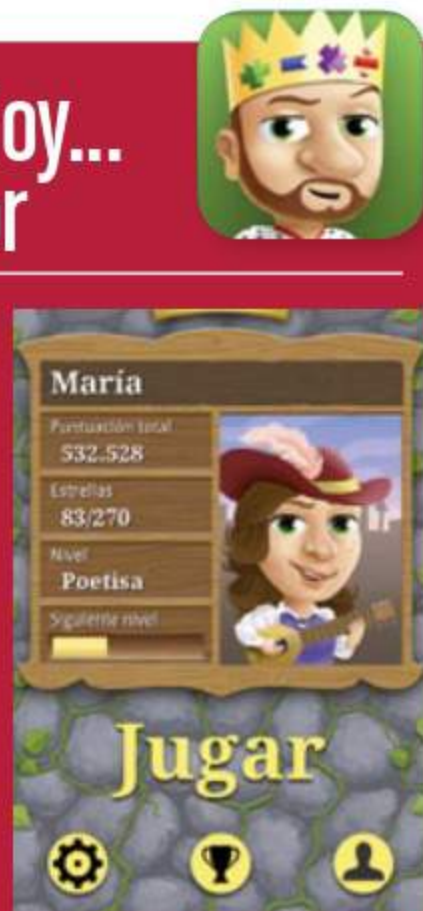 oy...
r
María
Puntuación total
532.528
Estrellas
83/270
Nivel
Poetisa
Siguiente nivel
Jugar